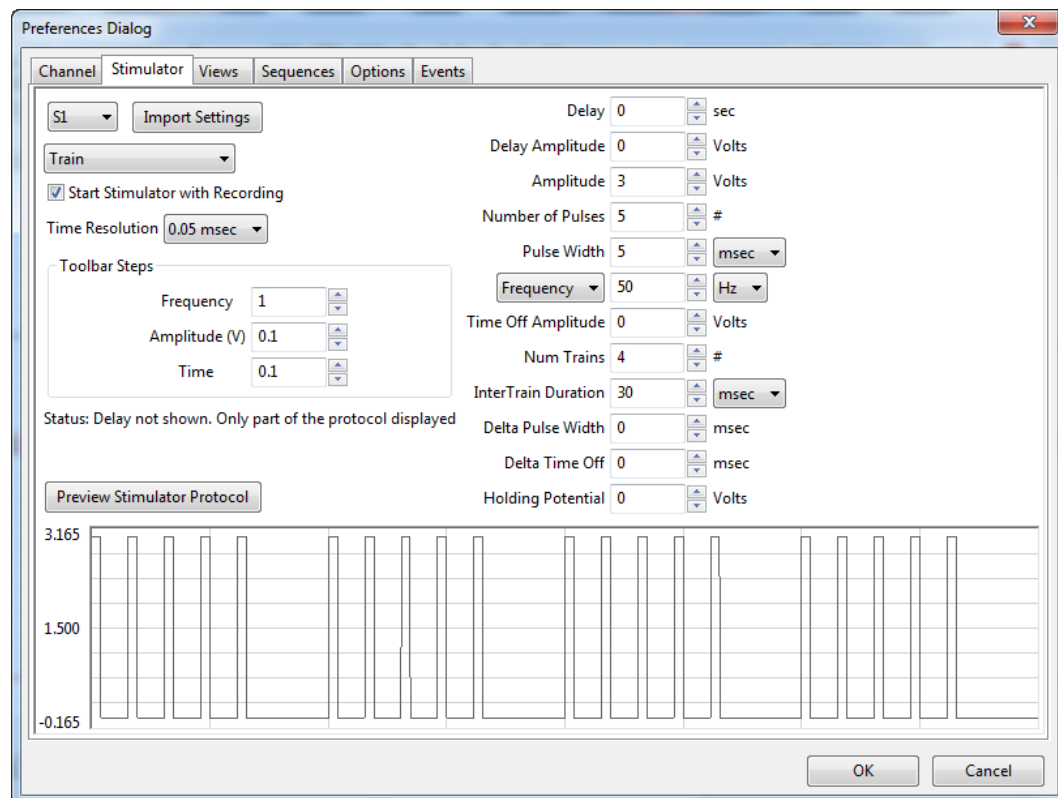 Preferences Dialog
Channel Stimulator Views Sequences Options Events
S1 Import Settings
Train
Start Stimulator with Recording
Time Resolution 0.05 msec
Toolbar Steps
Frequency 1
Amplitude (V) 0.1
Time 0.1
Status: Delay not shown. Only part of the protocol displayed
Preview Stimulator Protocol
Delay 0 sec
Delay Amplitude 0 Volts
Amplitude 3 Volts
Number of Pulses 5 #
Pulse Width 5 msec
Frequency 50 Hz
Time Off Amplitude 0 Volts
Num Trains 4 #
InterTrain Duration 30 msec
Delta Pulse Width 0 msec
Delta Time Off 0 msec
Holding Potential 0 Volts
3.165
1.500
-0.165
OK Cancel